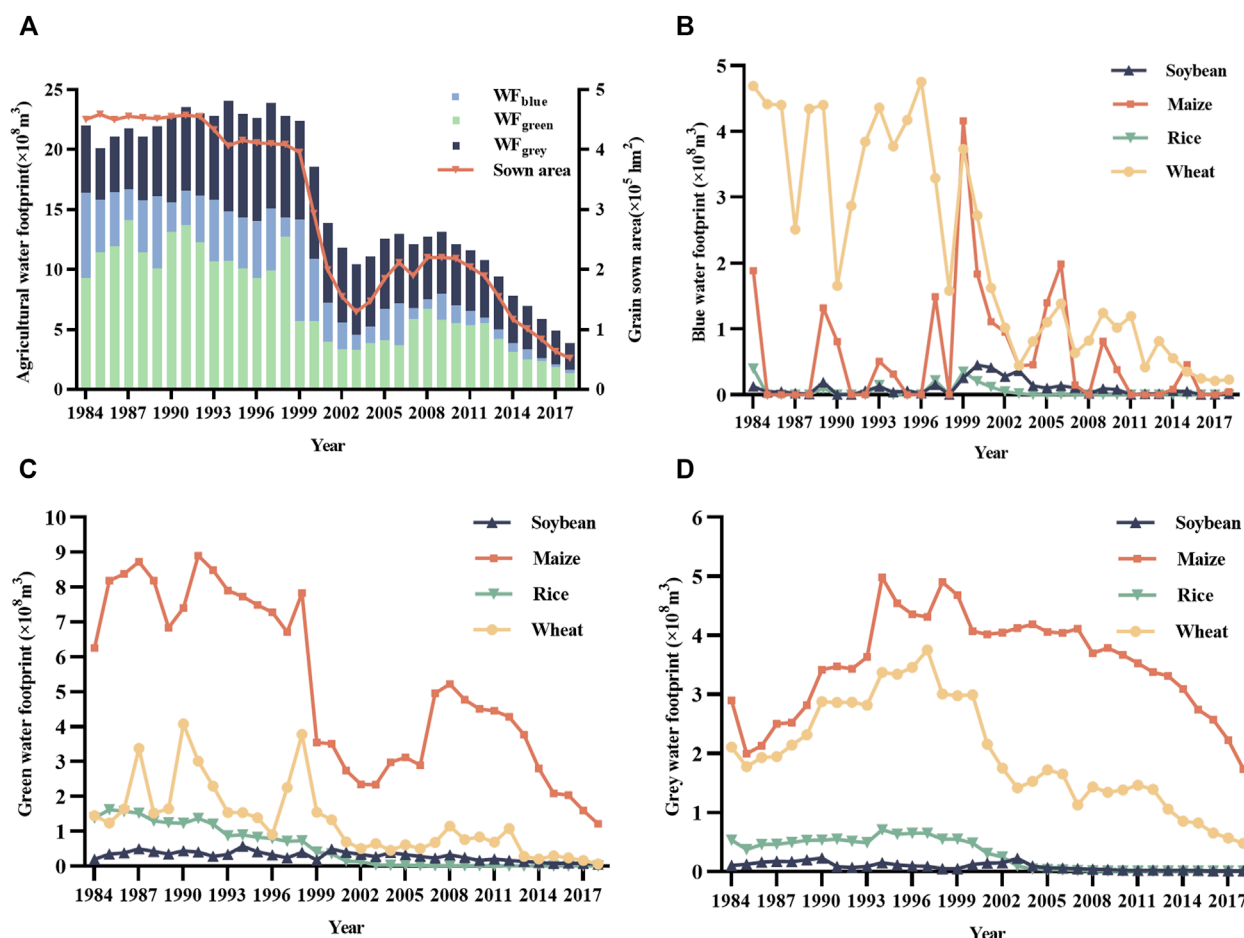 A
25
20
15
10
5
0
Agricultural water footprint(×10⁸m³)
WFblue
WFgreen
WFgrey
Sown area
5
4
3
2
1
0
Grain sown area(×10⁵ hm²)
1984 1987 1990 1993 1996 1999 2002 2005 2008 2011 2014 2017
Year
B
5
4
3
2
1
0
Blue water footprint (×10⁸m³)
Soybean
Maize
Rice
Wheat
1984 1987 1990 1993 1996 1999 2002 2005 2008 2011 2014 2017
Year
C
10
9
8
7
6
5
4
3
2
1
0
Green water footprint (×10⁸m³)
Soybean
Maize
Rice
Wheat
1984 1987 1990 1993 1996 1999 2002 2005 2008 2011 2014 2017
Year
D
6
5
4
3
2
1
0
Grey water footprint (×10⁸m³)
Soybean
Maize
Rice
Wheat
1984 1987 1990 1993 1996 1999 2002 2005 2008 2011 2014 2017
Year